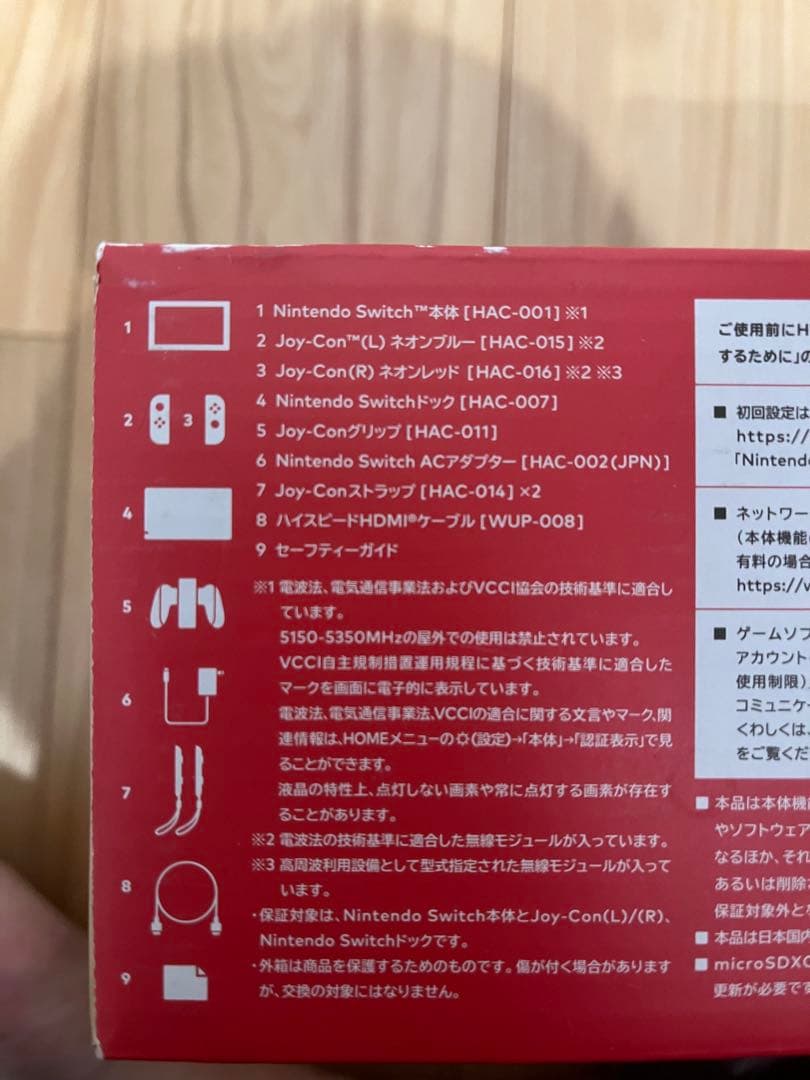 1
1 Nintendo Switch™本体 [HAC-001] ※1
2 Joy-Con™(L) ネオンブルー [HAC-015] ※2
3 Joy-Con(R) ネオンレッド [HAC-016] ※2 ※3
2
3
4 Nintendo Switchドック [HAC-007]
5 Joy-Conグリップ [HAC-011]
6 Nintendo Switch ACアダプター [HAC-002(JPN)]
4
7 Joy-Conストラップ [HAC-014] ×2
8 ハイスピードHDMI®ケーブル [WUP-008]
9 セーフティーガイド
5
※1 電波法、電気通信事業法およびVCCI協会の技術基準に適合し
ています。
5150-5350MHzの屋外での使用は禁止されています。
VCCI自主規制措置運用規程に基づく技術基準に適合した
マークを画面に電子的に表示しています。
6
電波法、電気通信事業法、VCCIの適合に関する文言やマーク、関
連情報は、HOMEメニューの(設定)→「本体」→「認証表示」で見
ることができます。
7
液晶の特性上、点灯しない画素や常に点灯する画素が存在す
ることがあります。
※2 電波法の技術基準に適合した無線モジュールが入っています。
※3 高周波利用設備として型式指定された無線モジュールが入って
います。
8
・保証対象は、Nintendo Switch本体とJoy-Con(L)/(R)、
Nintendo Switchドックです。
・外箱は商品を保護するためのものです。傷が付く場合があります
が、交換の対象にはなりません。
9
ご使用前にH
するために」の
■ 初回設定は
https://
「Nintend
■ ネットワー
（本体機能
有料の場合
https://
■ ゲームソフ
アカウント
使用制限）
コミュニケー
くわしくは、
をご覧くだ
■ 本品は本体機
やソフトウェア
なるほか、それ
あるいは削除
保証対象外と
■ 本品は日本国内
■ microSDXC
更新が必要です